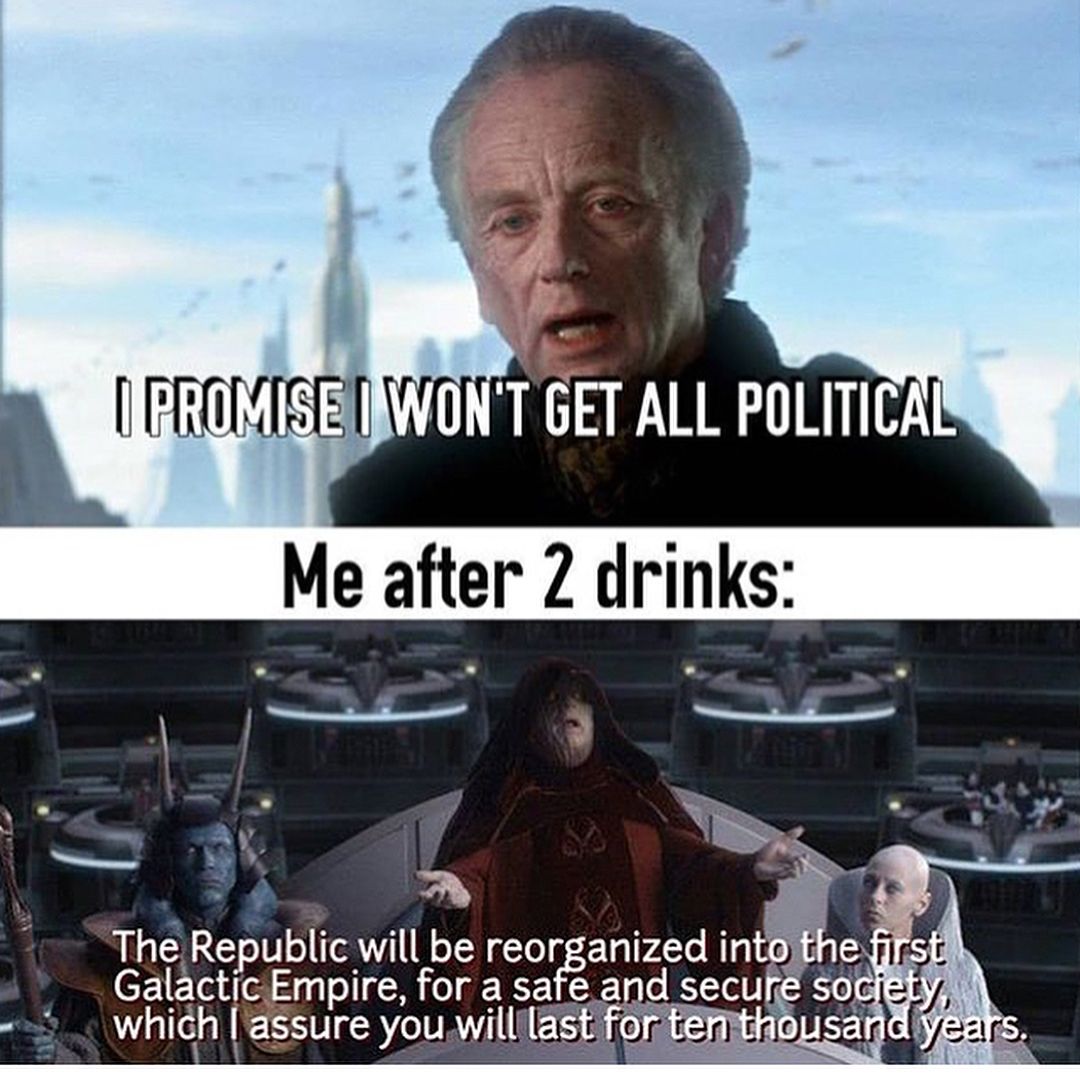 I PROMISE I WON'T GET ALL POLITICAL
Me after 2 drinks:
The Republic will be reorganized into the first
Galactic Empire, for a safe and secure society,
which I assure you will last for ten thousand years.